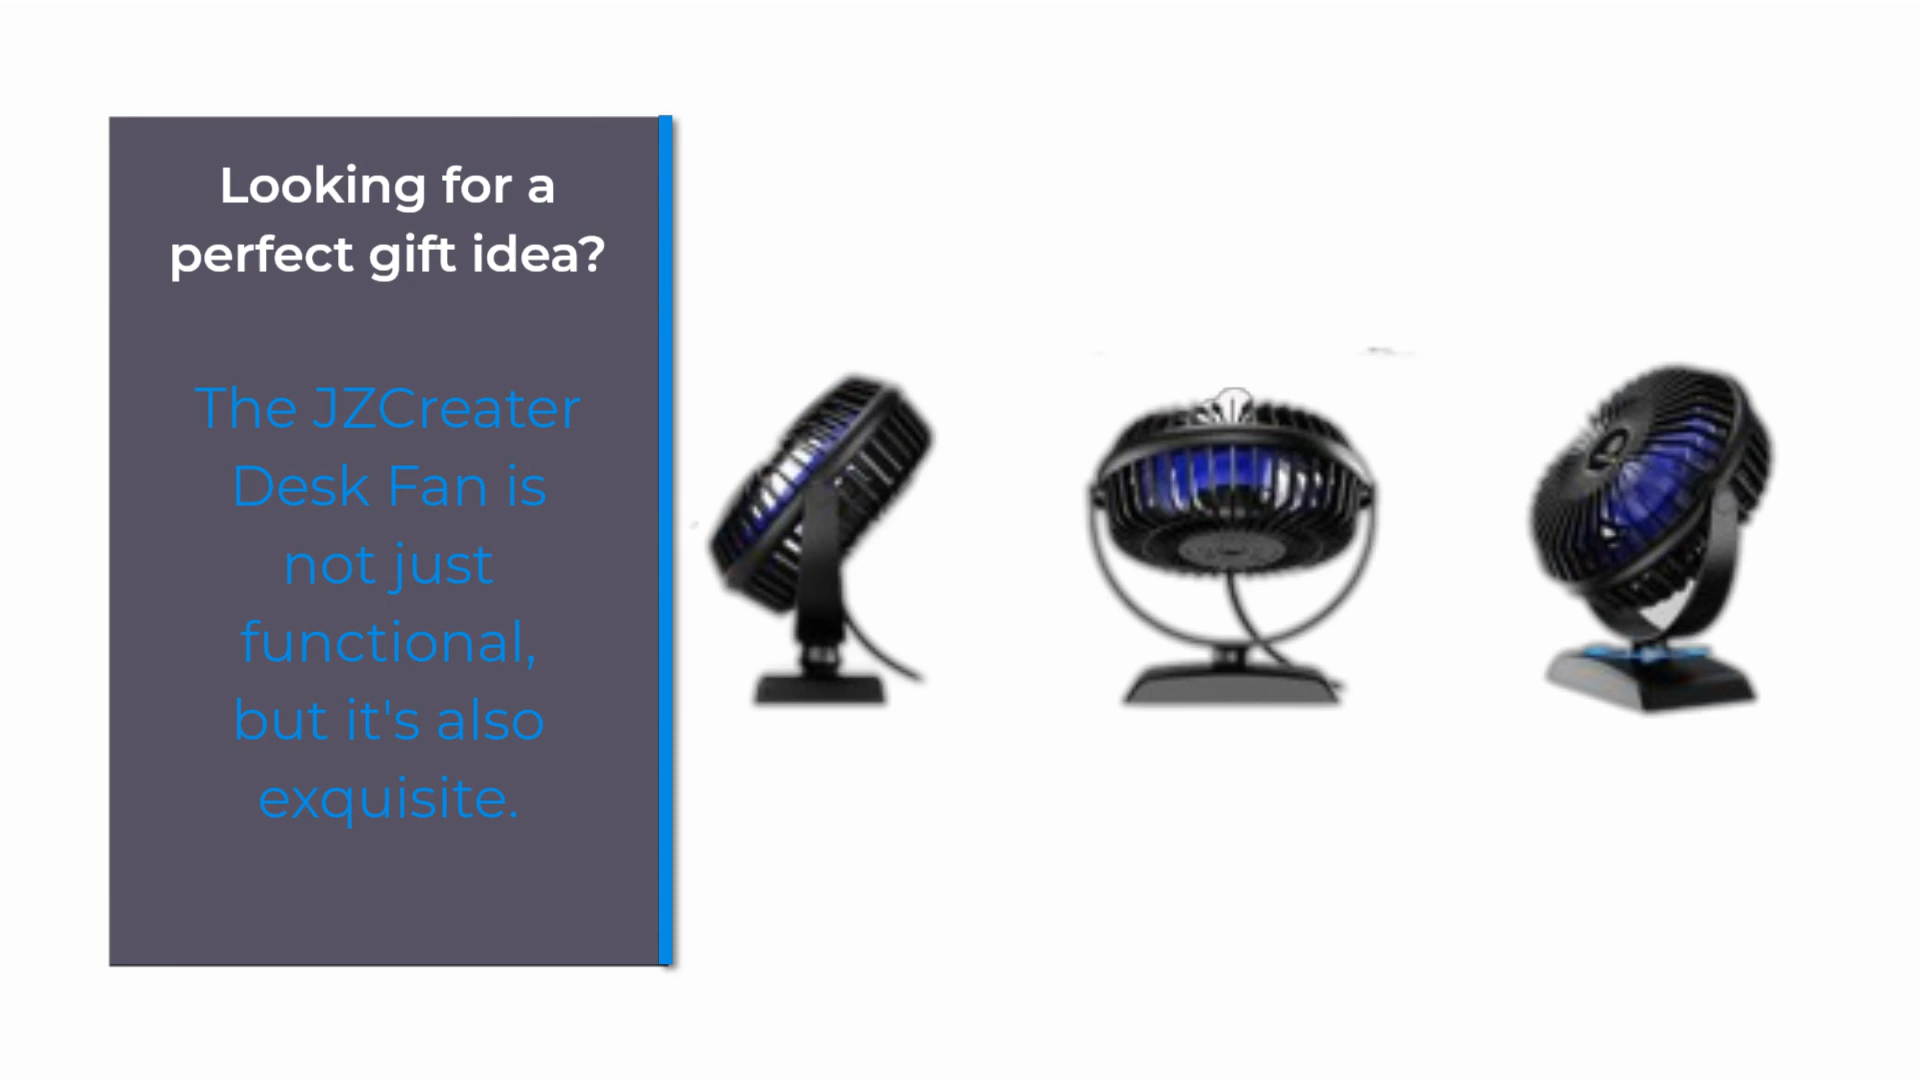 Looking for a
perfect gift idea?
The JZCreater
Desk Fan is
not just
functional,
but it's also
exquisite.